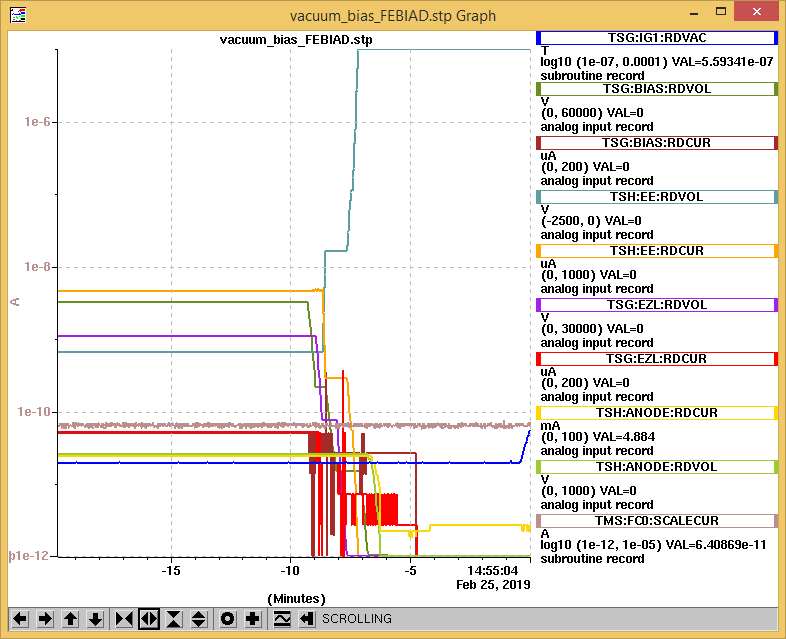 vacuum_bias_FEBIAD.stp Graph
vacuum_bias_FEBIAD.stp
1e-6
1e-8
A
1e-10
1e-12
-15
-10
-5
14:55:04
Feb 25, 2019
(Minutes)
TSG:IG1:RDVAC
T
log10 (1e-07, 0.0001) VAL=5.59341e-07
subroutine record
TSG:BIAS:RDVOL
V
(0, 60000) VAL=0
analog input record
TSG:BIAS:RDCUR
uA
(0, 200) VAL=0
analog input record
TSH:EE:RDVOL
V
(-2500, 0) VAL=0
analog input record
TSH:EE:RDCUR
uA
(0, 1000) VAL=0
analog input record
TSG:EZL:RDVOL
V
(0, 30000) VAL=0
analog input record
TSG:EZL:RDCUR
uA
(0, 200) VAL=0
analog input record
TSH:ANODE:RDCUR
mA
(0, 100) VAL=4.884
analog input record
TSH:ANODE:RDVOL
V
(0, 1000) VAL=0
analog input record
TMS:FC0:SCALECUR
A
log10 (1e-12, 1e-05) VAL=6.40869e-11
subroutine record
SCROLLING